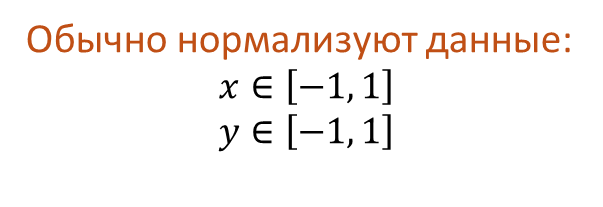 Обычно нормализуют данные:
x ∈ [−1, 1]
y ∈ [−1, 1]